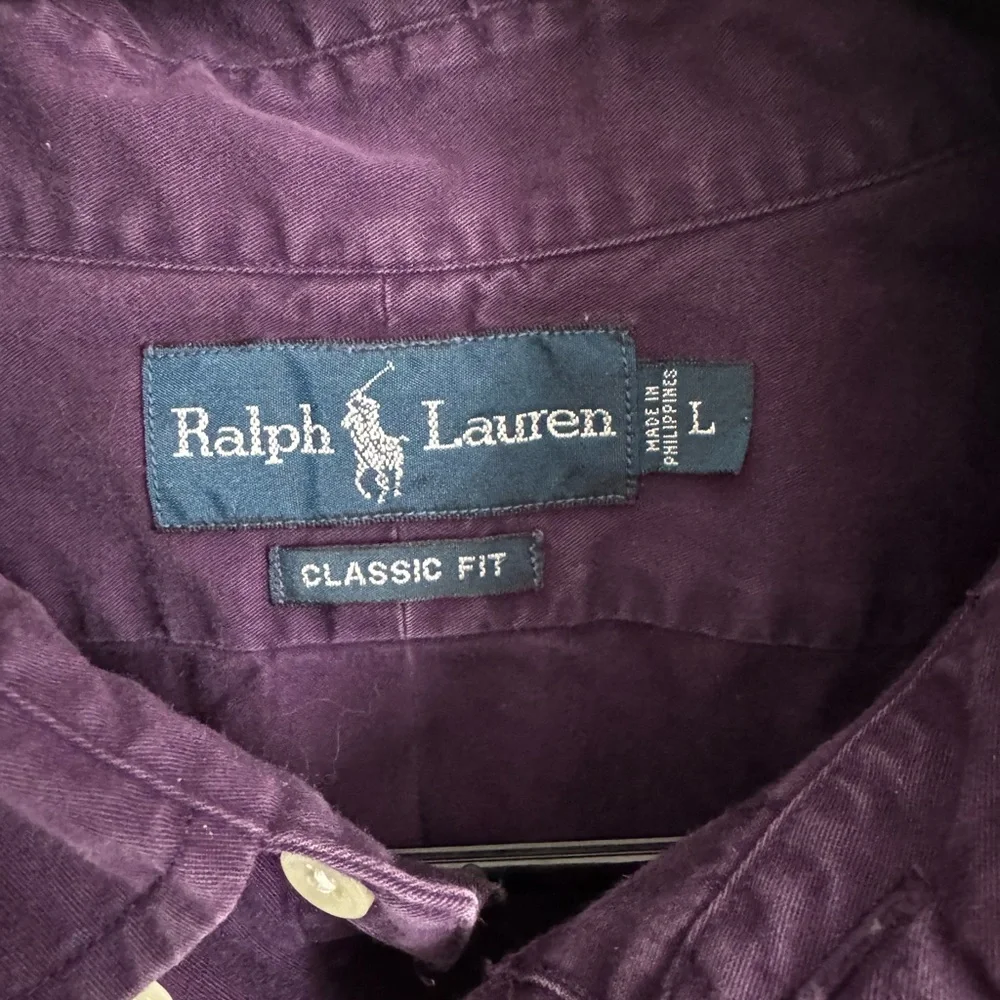 Ralph Lauren
MADE IN
PHILIPPINES
L
CLASSIC FIT